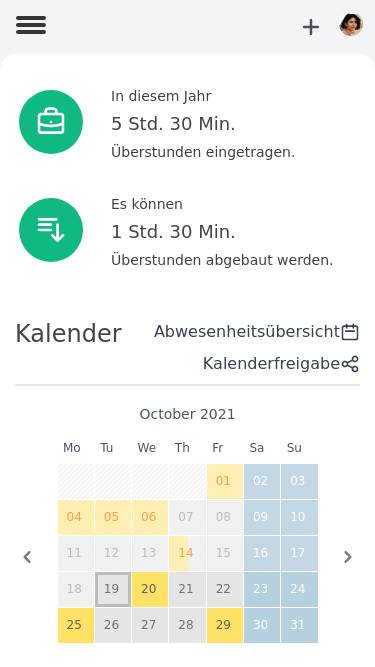 In diesem Jahr
5 Std. 30 Min.
Überstunden eingetragen.
Es können
1 Std. 30 Min.
Überstunden abgebaut werden.
Kalender
Abwesenheitsübersicht
Kalenderfreigabe
October 2021
Mo Tu We Th Fr Sa Su
01 02 03
04 05 06 07 08 09 10
11 12 13 14 15 16 17
18 19 20 21 22 23 24
25 26 27 28 29 30 31